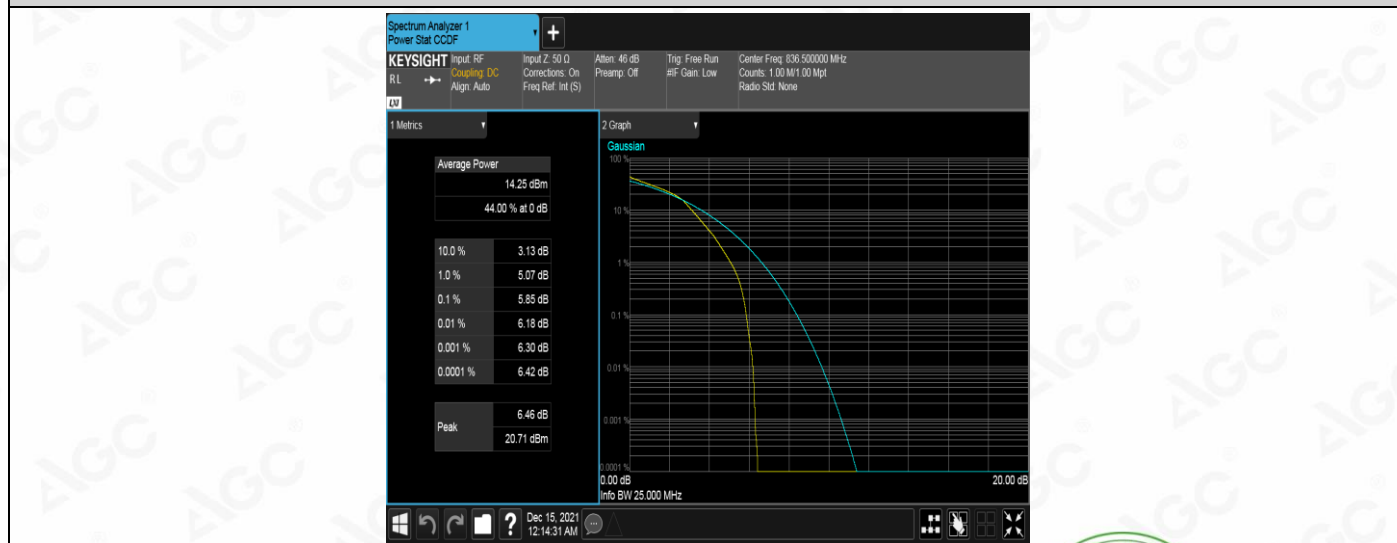 Spectrum Analyzer 1
Power Stat CCDF
+
KEYSIGHT Input: RF Input Z: 50 Ω Atten: 46 dB Trig: Free Run Center Freq: 836.500000 MHz
RL Coupling: DC Corrections: On Preamp: Off #IF Gain: Low Counts: 1.00 M/1.00 Mpt
Align: Auto Freq Ref: Int (S) Radio Std: None
LXI
1 Metrics
2 Graph
Average Power
14.25 dBm
44.00 % at 0 dB
10.0 % 3.13 dB
1.0 % 5.07 dB
0.1 % 5.85 dB
0.01 % 6.18 dB
0.001 % 6.30 dB
0.0001 % 6.42 dB
Peak 6.46 dB
20.71 dBm
Gaussian
100 %
10 %
1 %
0.1 %
0.01 %
0.001 %
0.0001 %
0.00 dB 20.00 dB
Info BW 25.000 MHz
? Dec 15, 2021
12:14:31 AM
AGC